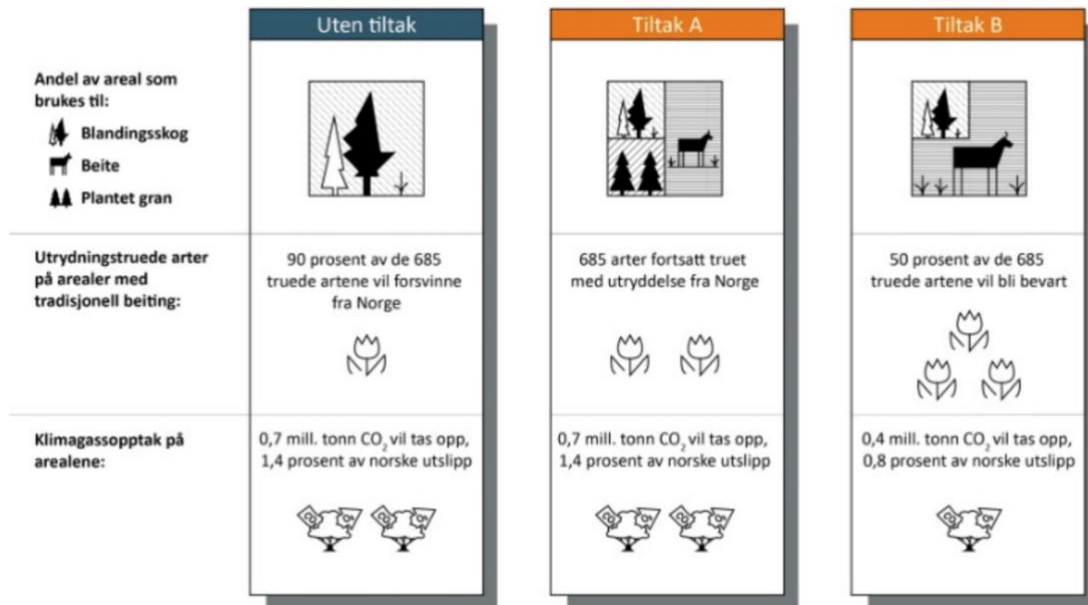 Uten tiltak
Tiltak A
Tiltak B
Andel av areal som
brukes til:
Blandingsskog
Beite
Plantet gran
Utrydningstruede arter
på arealer med
tradisjonell beiting:
90 prosent av de 685
truede artene vil forsvinne
fra Norge
685 arter fortsatt truet
med utryddelse fra Norge
50 prosent av de 685
truede artene vil bli bevart
Klimagassopptak på
arealene:
0,7 mill. tonn CO₂ vil tas opp,
1,4 prosent av norske utslipp
0,7 mill. tonn CO₂ vil tas opp,
1,4 prosent av norske utslipp
0,4 mill. tonn CO₂ vil tas opp,
0,8 prosent av norske utslipp